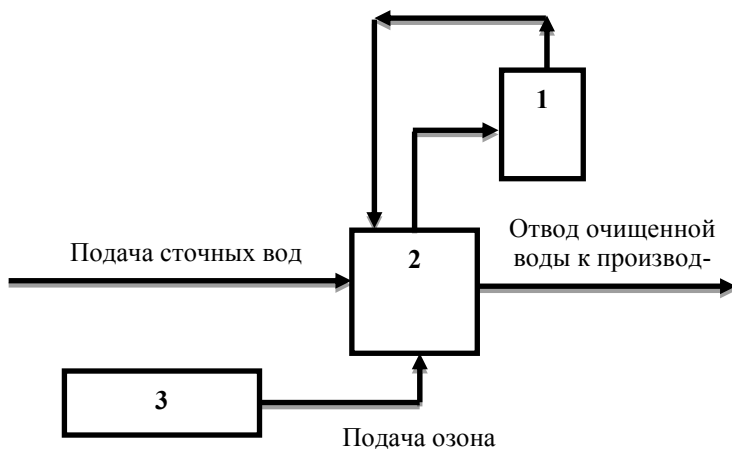 1
Подача сточных вод
2
Отвод очищенной
воды к производ-
3
Подача озона